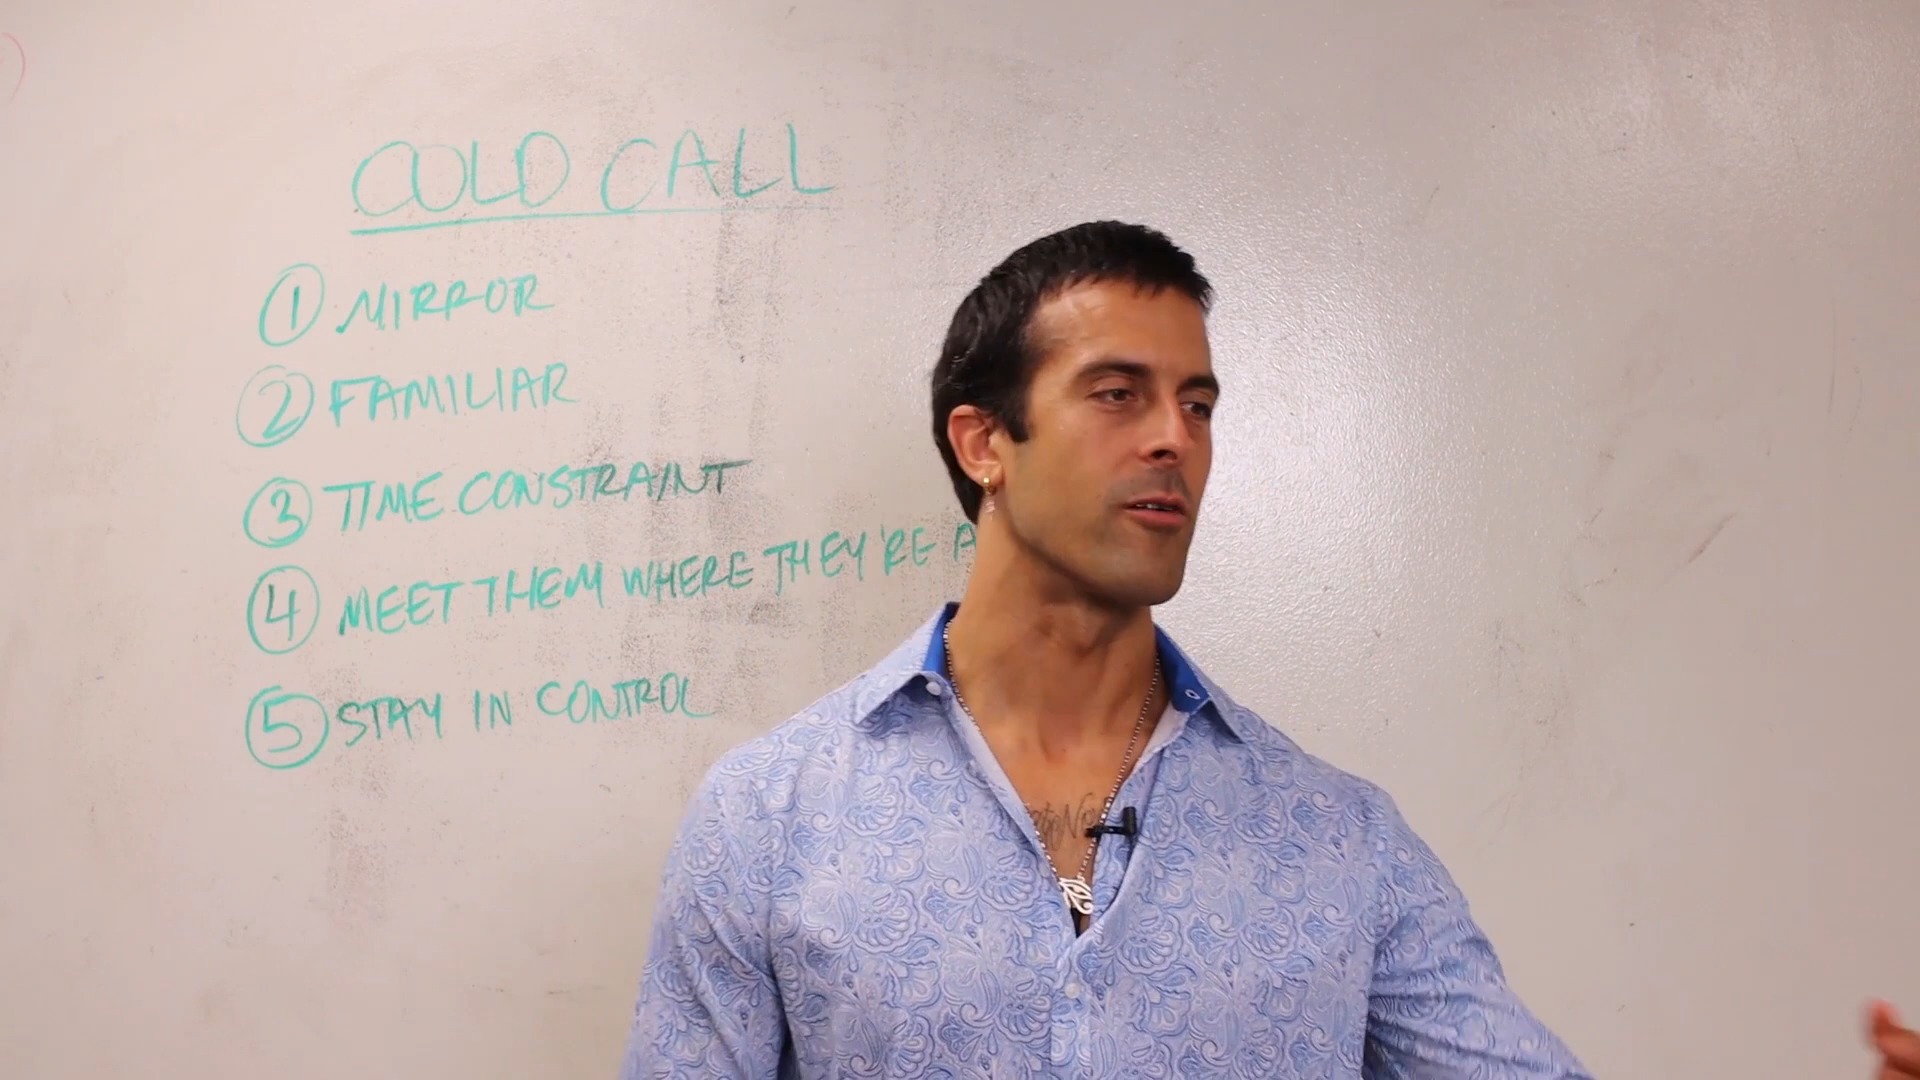 COLD CALL
① MIRROR
② FAMILIAR
③ TIME CONSTRAINT
④ MEET THEM WHERE THEY'RE A
⑤ STAY IN CONTROL